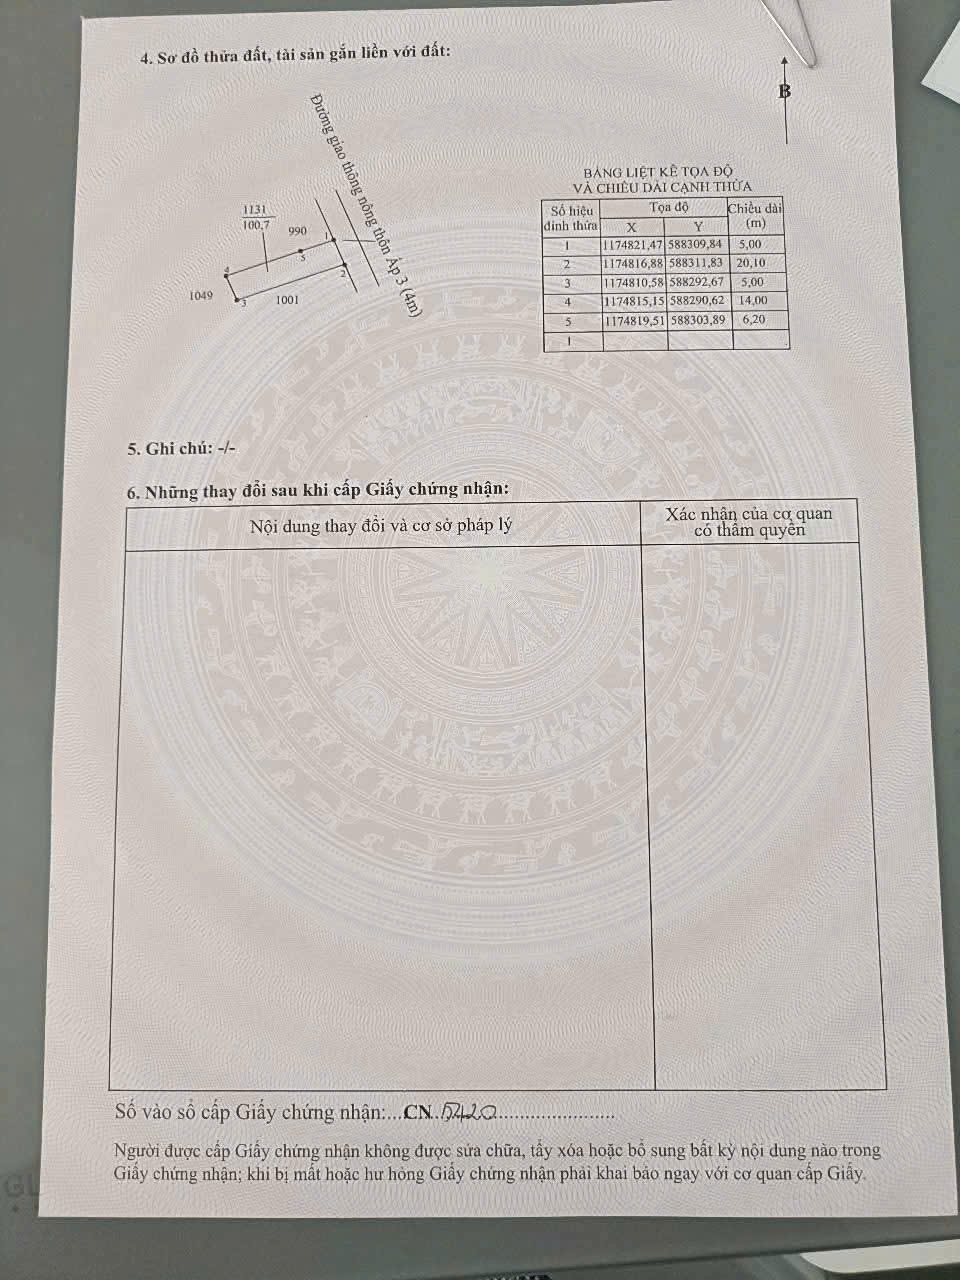 4. Sơ đồ thửa đất, tài sản gắn liền với đất:
B
Đường giao thông nông thôn Ấp 3 (4m)
1131
100,7
990
1
5
2
4
3
1049
1001
BẢNG LIỆT KÊ TỌA ĐỘ
VÀ CHIỀU DÀI CẠNH THỬA
Số hiệu đỉnh thửa Tọa độ Chiều dài (m)
X Y
1 1174821,47 588309,84 5,00
2 1174816,88 588311,83 20,10
3 1174810,58 588292,67 5,00
4 1174815,15 588290,62 14,00
5 1174819,51 588303,89 6,20
1
5. Ghi chú: -/-
6. Những thay đổi sau khi cấp Giấy chứng nhận:
Nội dung thay đổi và cơ sở pháp lý
Xác nhận của cơ quan
có thẩm quyền
Số vào sổ cấp Giấy chứng nhận:...CN..........................
Người được cấp Giấy chứng nhận không được sửa chữa, tẩy xóa hoặc bổ sung bất kỳ nội dung nào trong
Giấy chứng nhận; khi bị mất hoặc hư hỏng Giấy chứng nhận phải khai báo ngay với cơ quan cấp Giấy.